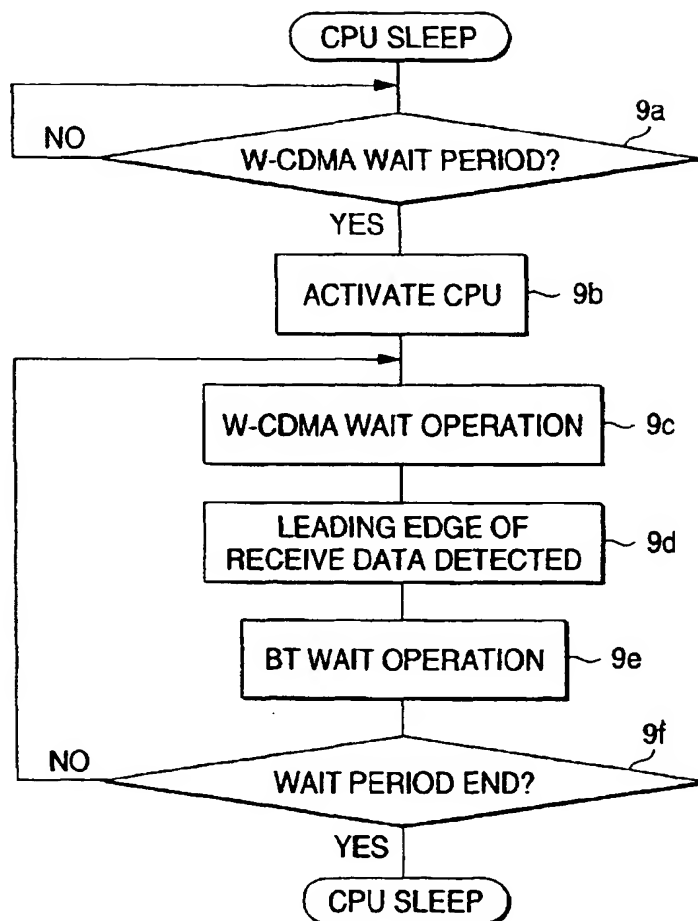 CPU SLEEP
9a
NO
W-CDMA WAIT PERIOD?
YES
ACTIVATE CPU
9b
W-CDMA WAIT OPERATION
9c
LEADING EDGE OF
RECEIVE DATA DETECTED
9d
BT WAIT OPERATION
9e
9f
NO
WAIT PERIOD END?
YES
CPU SLEEP